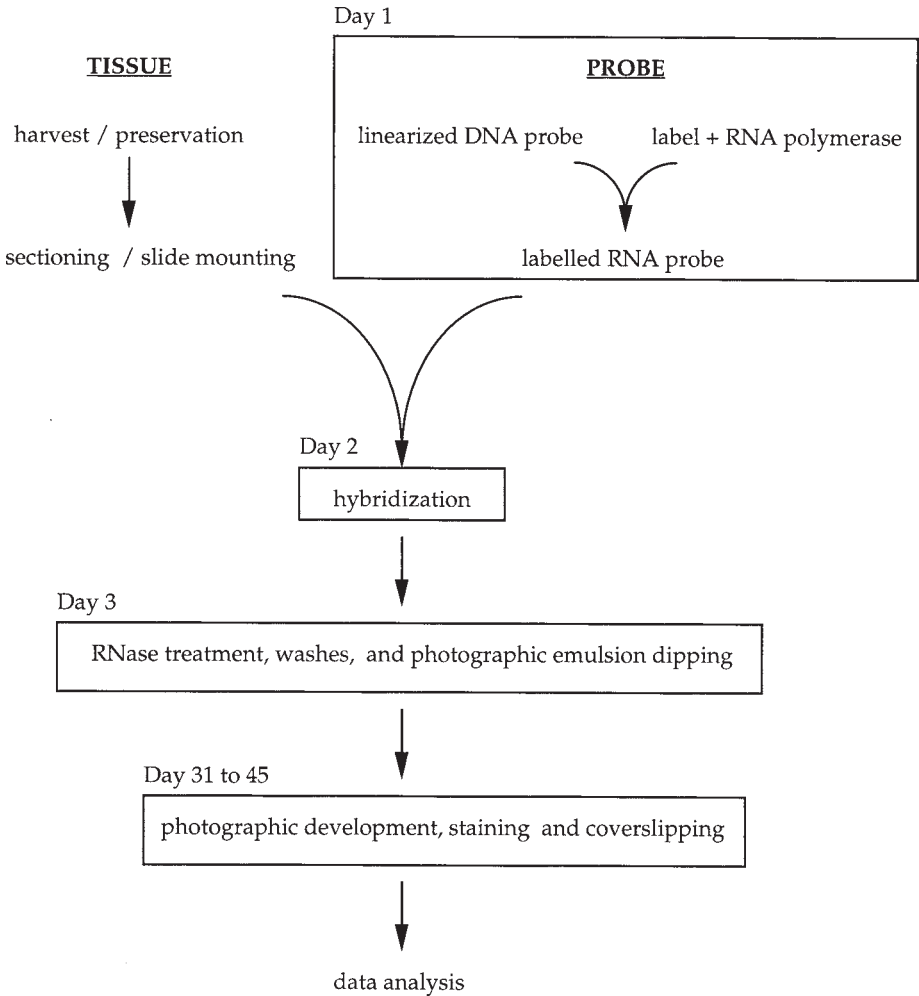 Day 1
TISSUE
PROBE
harvest / preservation
linearized DNA probe
label + RNA polymerase
sectioning / slide mounting
labelled RNA probe
Day 2
hybridization
Day 3
RNase treatment, washes, and photographic emulsion dipping
Day 31 to 45
photographic development, staining and coverslipping
data analysis